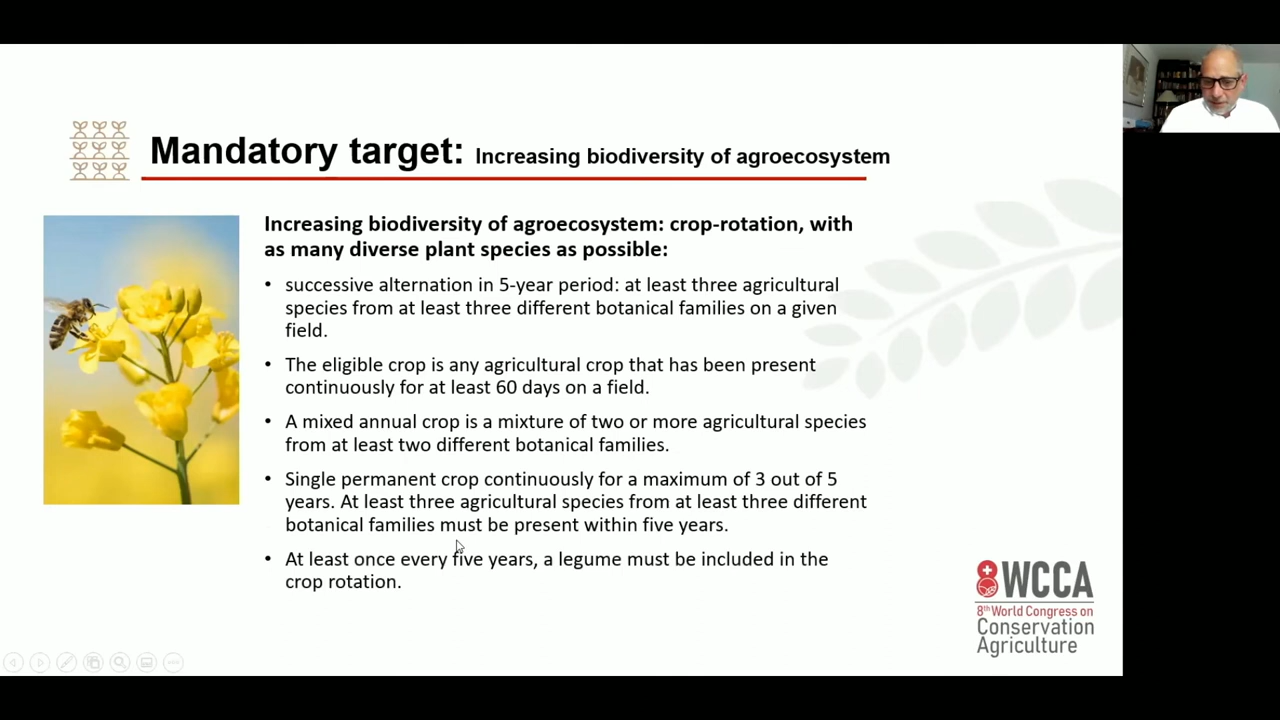 Mandatory target: Increasing biodiversity of agroecosystem
Increasing biodiversity of agroecosystem: crop-rotation, with
as many diverse plant species as possible:
• successive alternation in 5-year period: at least three agricultural
species from at least three different botanical families on a given
field.
• The eligible crop is any agricultural crop that has been present
continuously for at least 60 days on a field.
• A mixed annual crop is a mixture of two or more agricultural species
from at least two different botanical families.
• Single permanent crop continuously for a maximum of 3 out of 5
years. At least three agricultural species from at least three different
botanical families must be present within five years.
• At least once every five years, a legume must be included in the
crop rotation.
8WCCA
8th World Congress on
Conservation
Agriculture